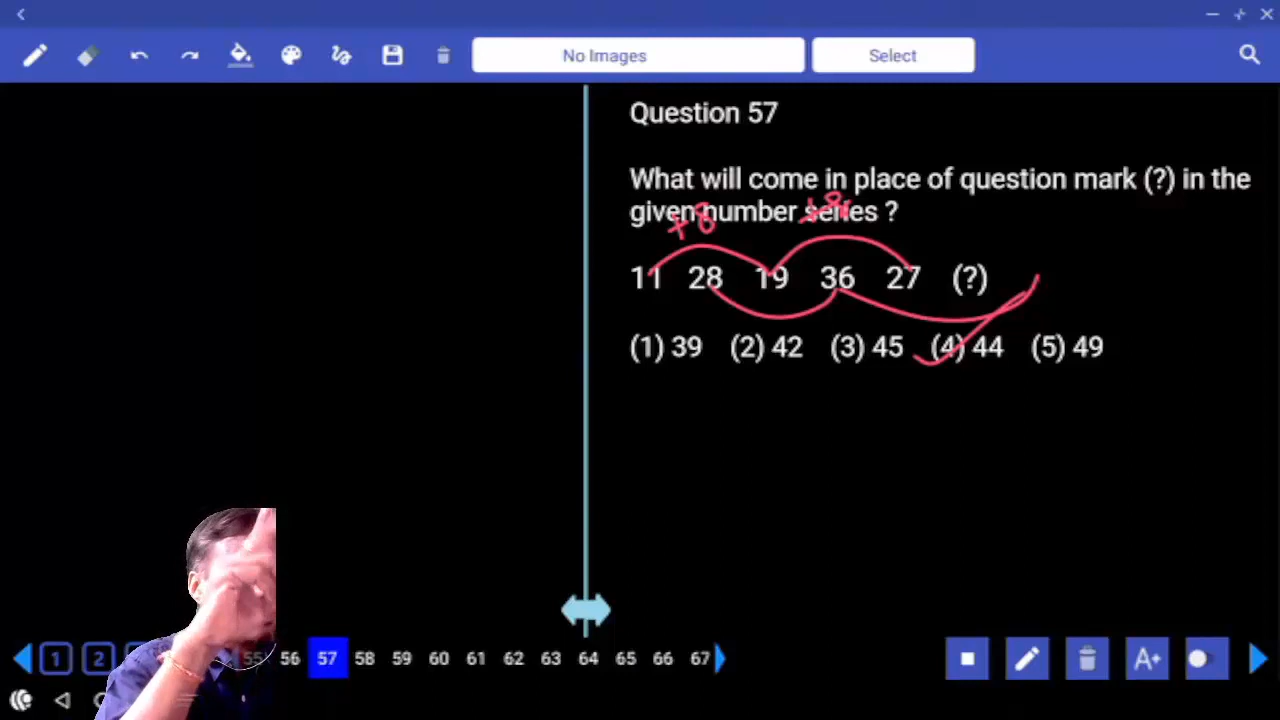 No Images
Select
Question 57
What will come in place of question mark (?) in the
given number series ?
+8
+8
11 28 19 36 27 (?)
(1) 39 (2) 42 (3) 45 (4) 44 (5) 49
1 2 55 56 57 58 59 60 61 62 63 64 65 66 67
A+